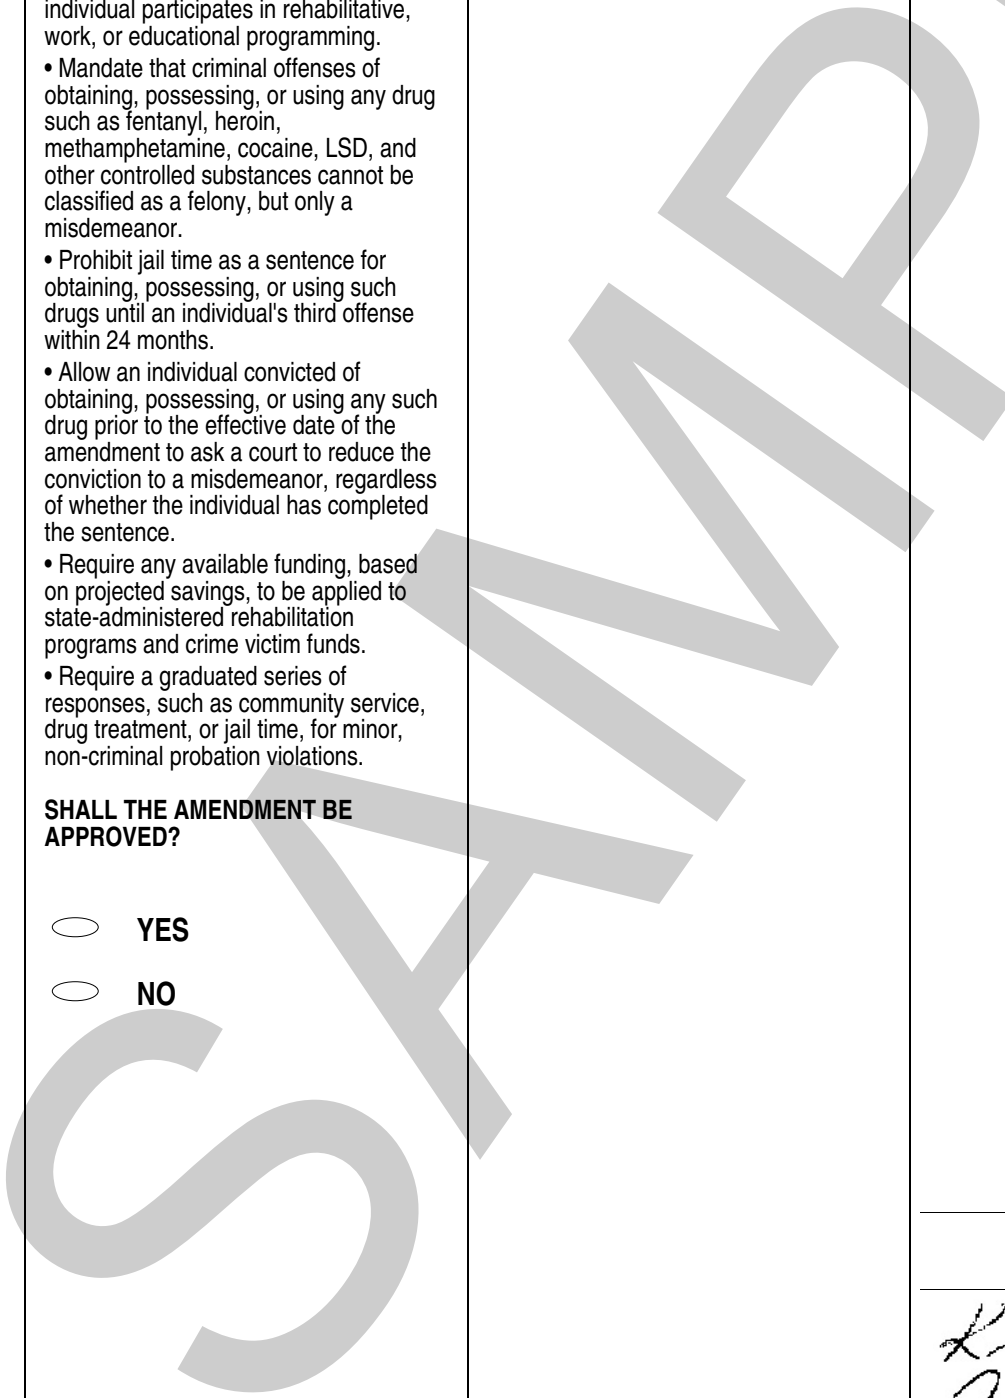 individual participates in rehabilitative,
work, or educational programming.
• Mandate that criminal offenses of
obtaining, possessing, or using any drug
such as fentanyl, heroin,
methamphetamine, cocaine, LSD, and
other controlled substances cannot be
classified as a felony, but only a
misdemeanor.
• Prohibit jail time as a sentence for
obtaining, possessing, or using such
drugs until an individual's third offense
within 24 months.
• Allow an individual convicted of
obtaining, possessing, or using any such
drug prior to the effective date of the
amendment to ask a court to reduce the
conviction to a misdemeanor, regardless
of whether the individual has completed
the sentence.
• Require any available funding, based
on projected savings, to be applied to
state-administered rehabilitation
programs and crime victim funds.
• Require a graduated series of
responses, such as community service,
drug treatment, or jail time, for minor,
non-criminal probation violations.
SHALL THE AMENDMENT BE
APPROVED?
YES
NO
SAMP